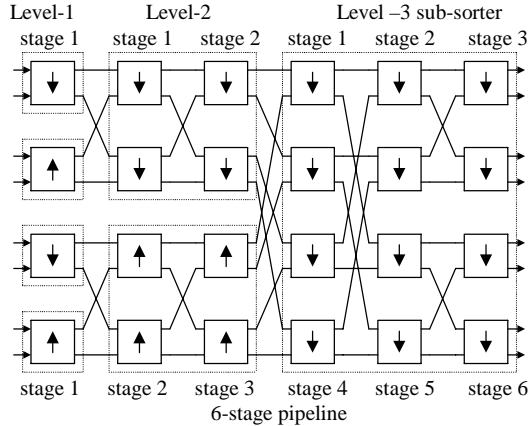 Level-1 Level-2 Level –3 sub-sorter
stage 1 stage 1 stage 2 stage 1 stage 2 stage 3
stage 1 stage 2 stage 3 stage 4 stage 5 stage 6
6-stage pipeline